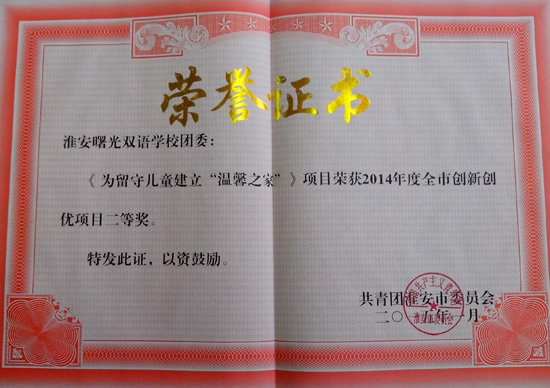 荣誉证书
淮安曙光双语学校团委：
《为留守儿童建立“温馨之家”》项目荣获2014年度全市创新创
优项目二等奖。
特发此证，以资鼓励。
共青团淮安市委员会
二〇一五年一月